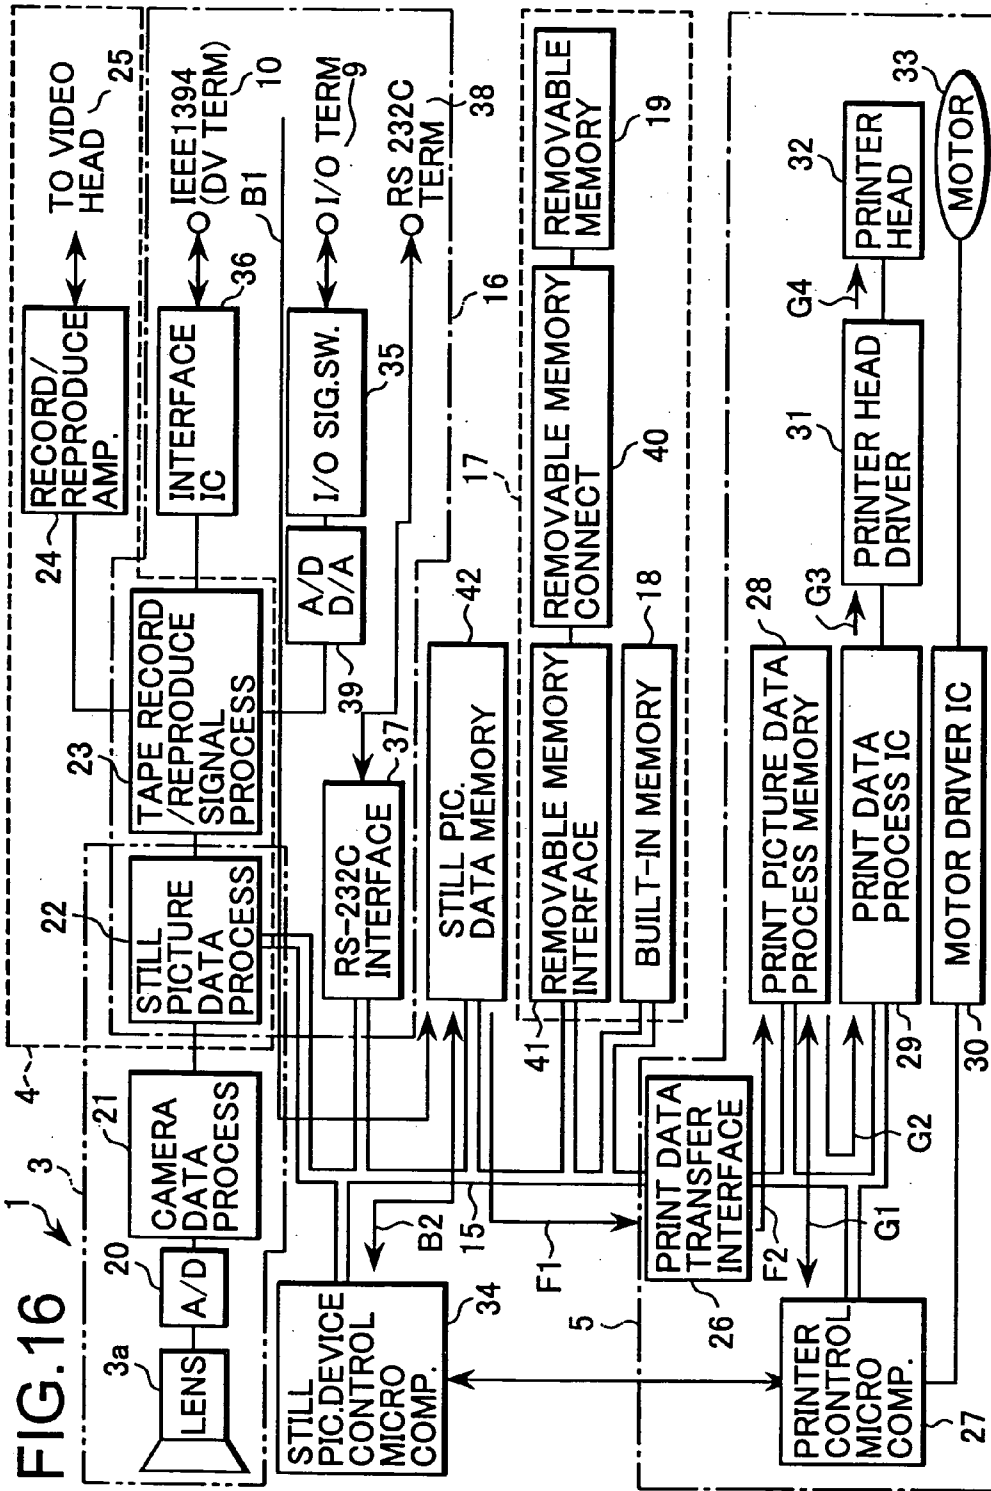 FIG.16
1
3
4
3a
LENS
20
A/D
21
CAMERA
DATA
PROCESS
22
STILL
PICTURE
DATA
PROCESS
23
TAPE RECORD
/REPRODUCE
SIGNAL
PROCESS
24
RECORD/
REPRODUCE
AMP.
TO VIDEO
HEAD
25
INTERFACE
IC
36
IEEE1394
(DV TERM)
10
B1
A/D
D/A
39
I/O SIG.SW.
35
I/O TERM
9
RS-232C
INTERFACE
37
RS 232C
TERM
38
16
STILL
PIC.DEVICE
CONTROL
MICRO
COMP.
34
B2
15
F1
STILL PIC.
DATA MEMORY
42
17
41
REMOVABLE MEMORY
INTERFACE
REMOVABLE MEMORY
CONNECT
40
REMOVABLE
MEMORY
19
BUILT-IN MEMORY
18
5
PRINT DATA
TRANSFER
INTERFACE
26
F2
G1
G2
PRINTER
CONTROL
MICRO
COMP.
27
PRINT PICTURE DATA
PROCESS MEMORY
28
PRINT DATA
PROCESS IC
29
G3
PRINTER HEAD
DRIVER
31
G4
PRINTER
HEAD
32
MOTOR DRIVER IC
30
MOTOR
33